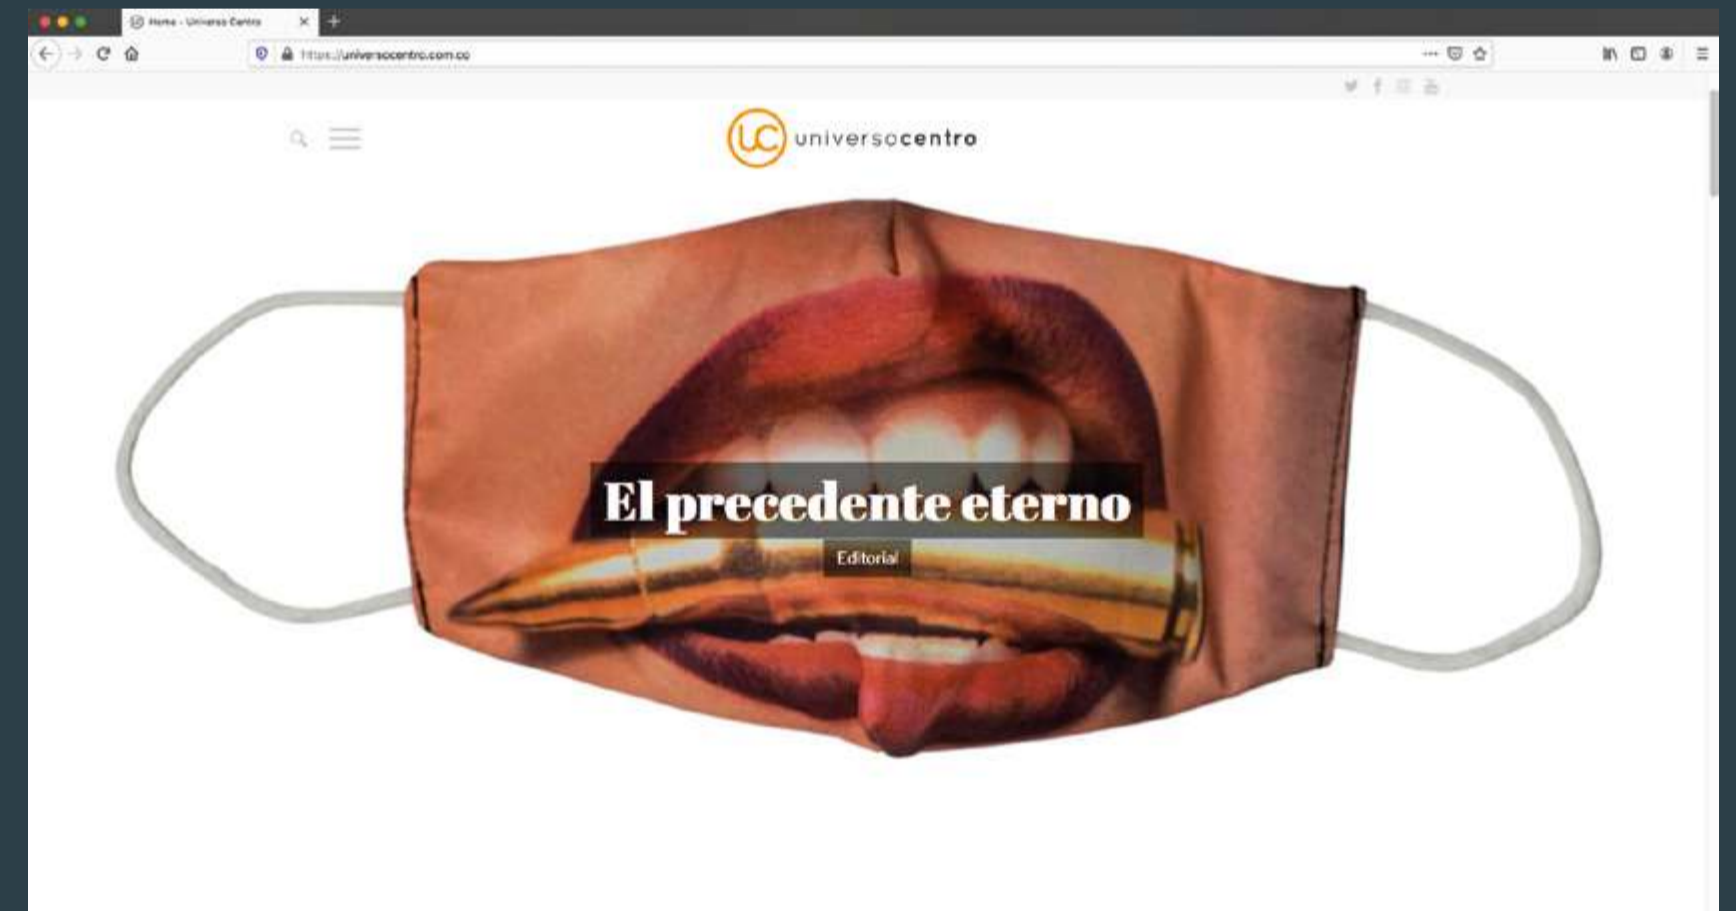 Home - Universo Centro
https://universocentro.com.co
UC universocentro
El precedente eterno
Editorial